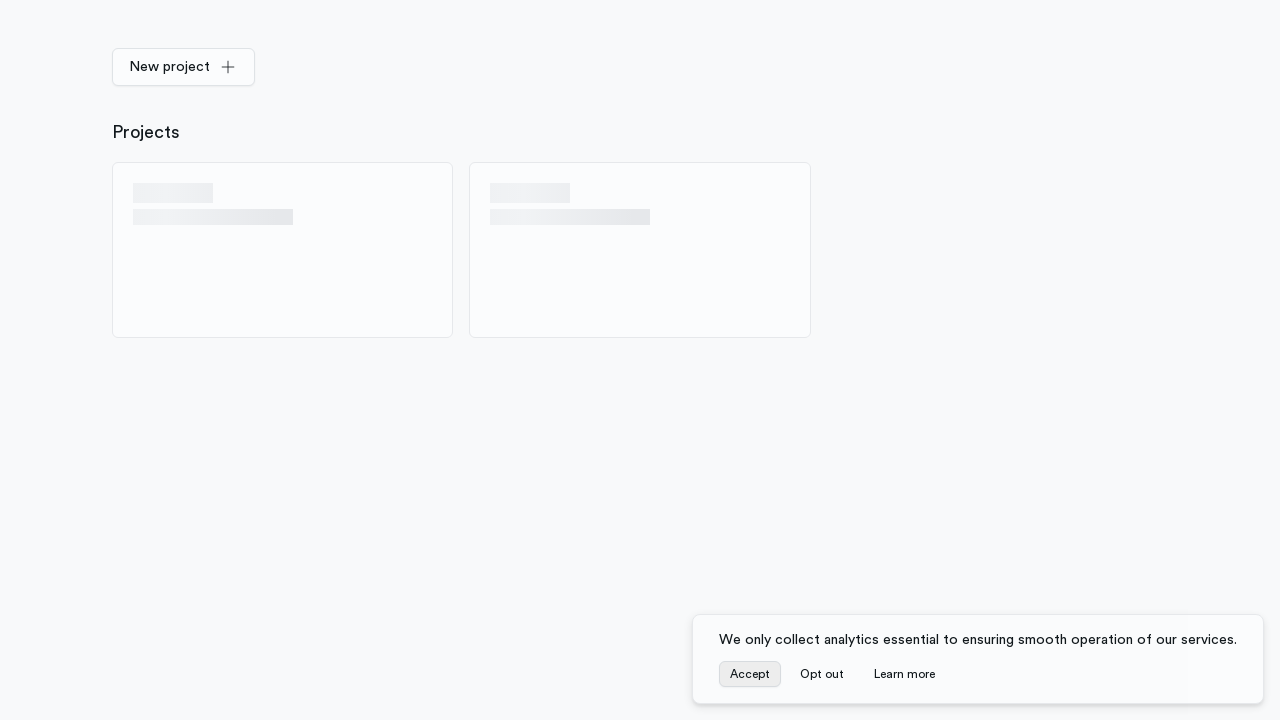 New project
Projects
We only collect analytics essential to ensuring smooth operation of our services.
Accept Opt out Learn more